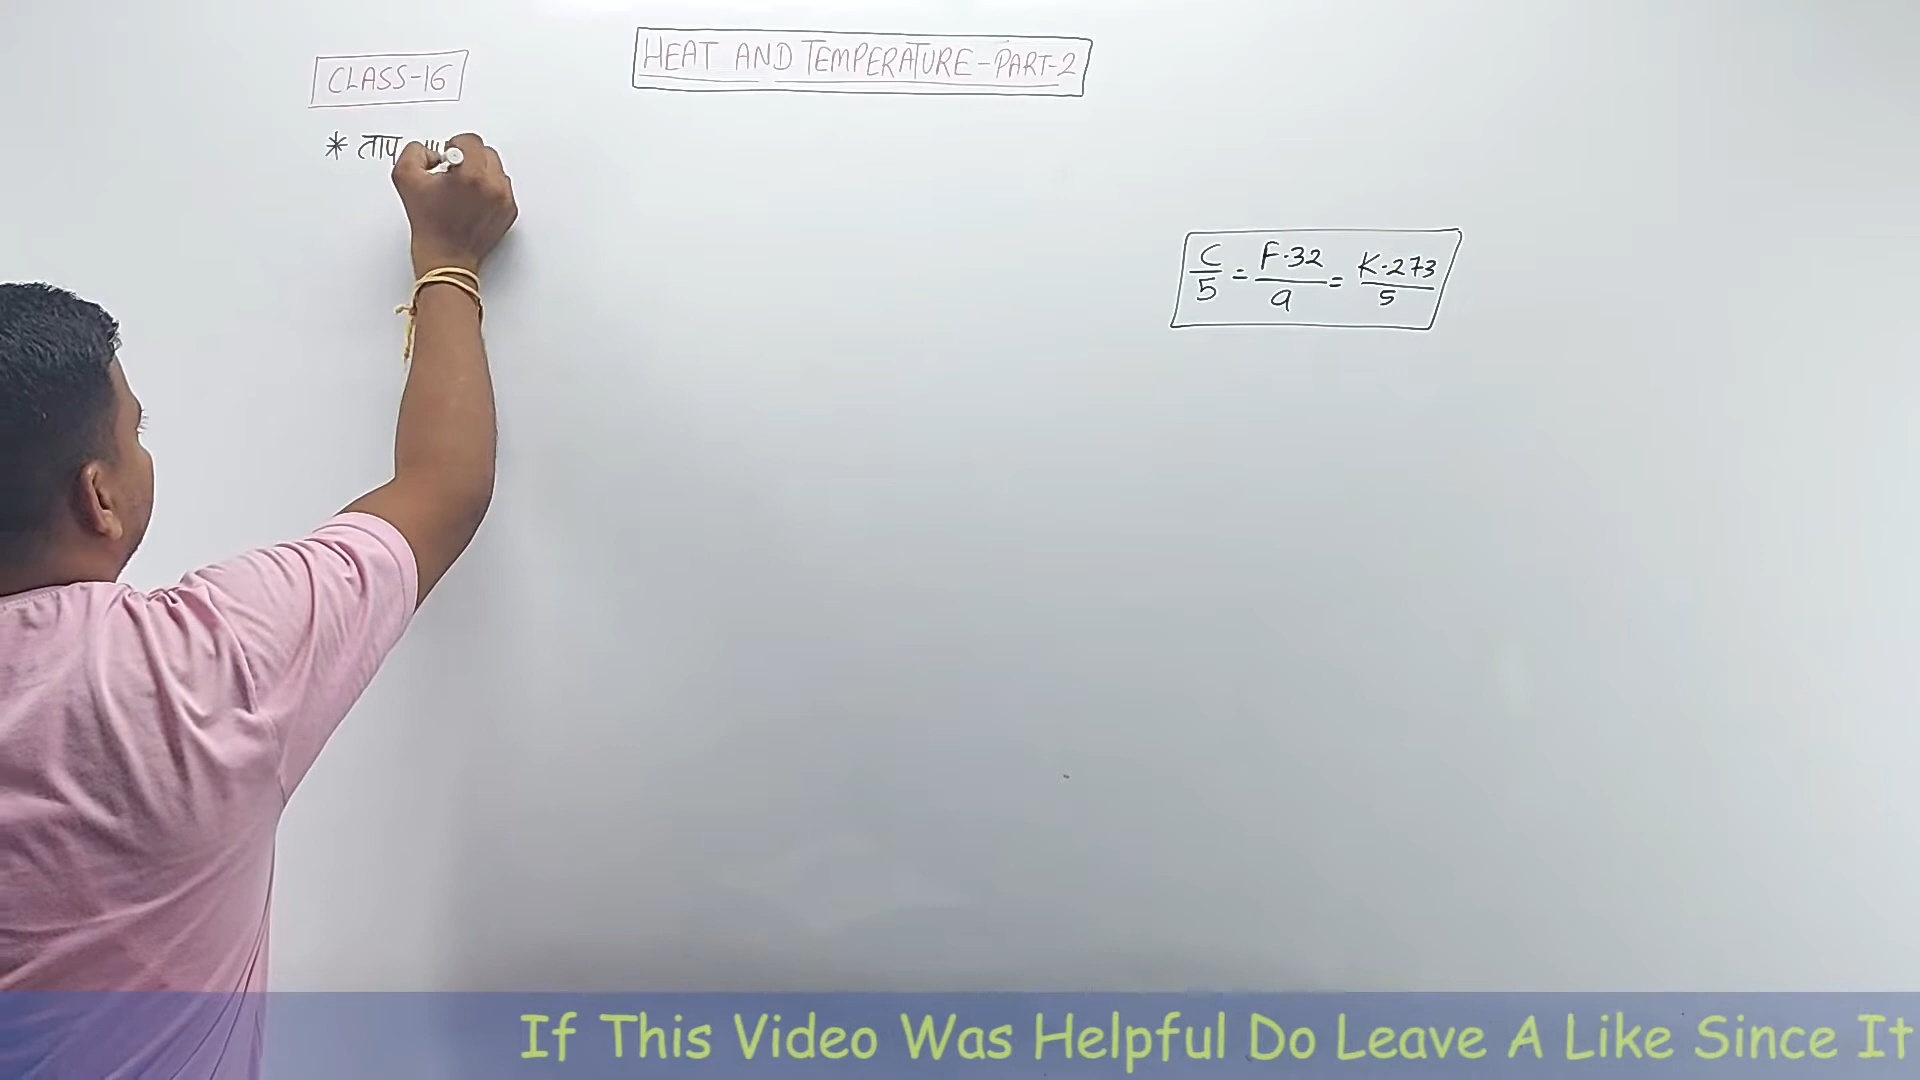 HEAT AND TEMPERATURE-PART-2
CLASS-16
* ताप
C/5 = F-32/9 = K-273/5
If This Video Was Helpful Do Leave A Like Since It